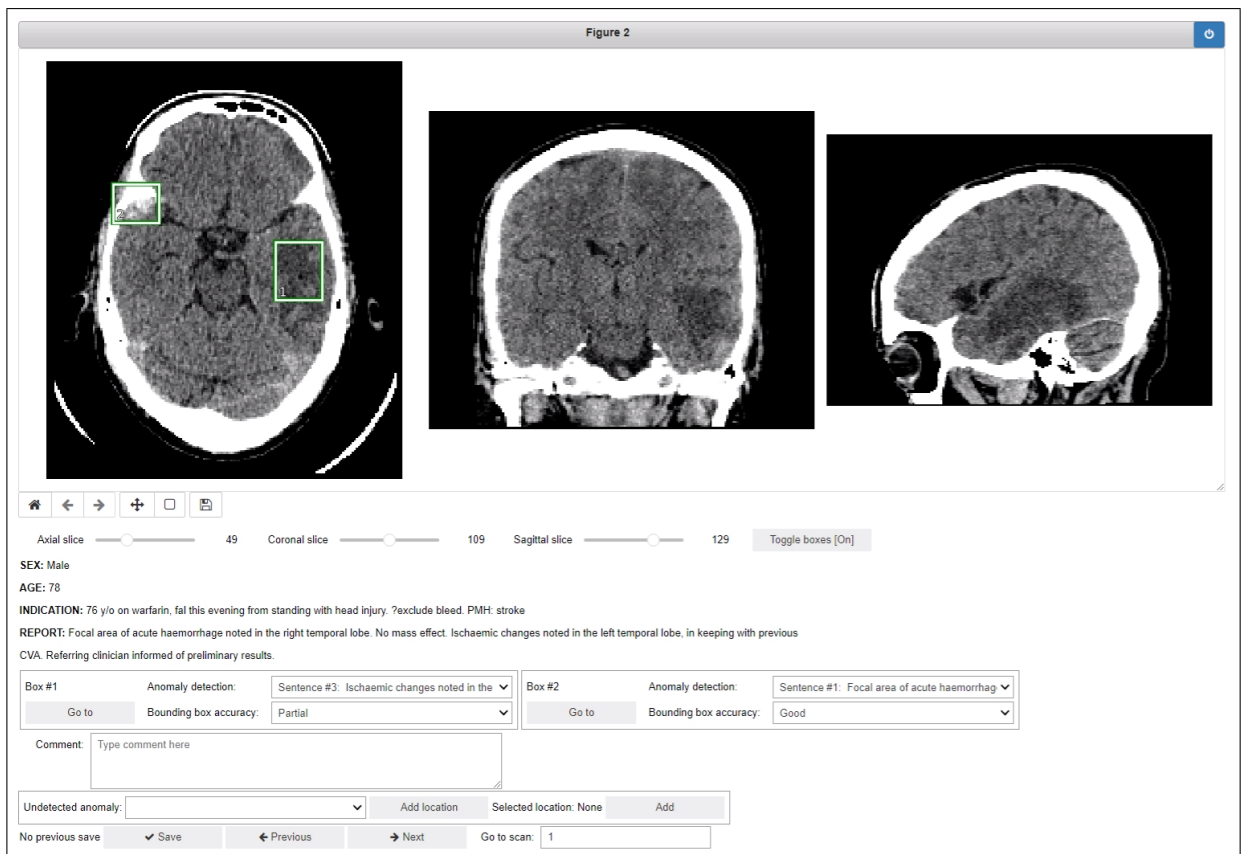 Figure 2
2
1
Axial slice 49 Coronal slice 109 Sagittal slice 129 Toggle boxes [On]
SEX: Male
AGE: 78
INDICATION: 76 y/o on warfarin, fal this evening from standing with head injury. ?exclude bleed. PMH: stroke
REPORT: Focal area of acute haemorrhage noted in the right temporal lobe. No mass effect. Ischaemic changes noted in the left temporal lobe, in keeping with previous
CVA. Referring clinician informed of preliminary results.
Box #1 Anomaly detection: Sentence #3: Ischaemic changes noted in the Box #2 Anomaly detection: Sentence #1: Focal area of acute haemorrhag
Go to Bounding box accuracy: Partial Go to Bounding box accuracy: Good
Comment: Type comment here
Undetected anomaly: Add location Selected location: None Add
No previous save Save Previous Next Go to scan: 1